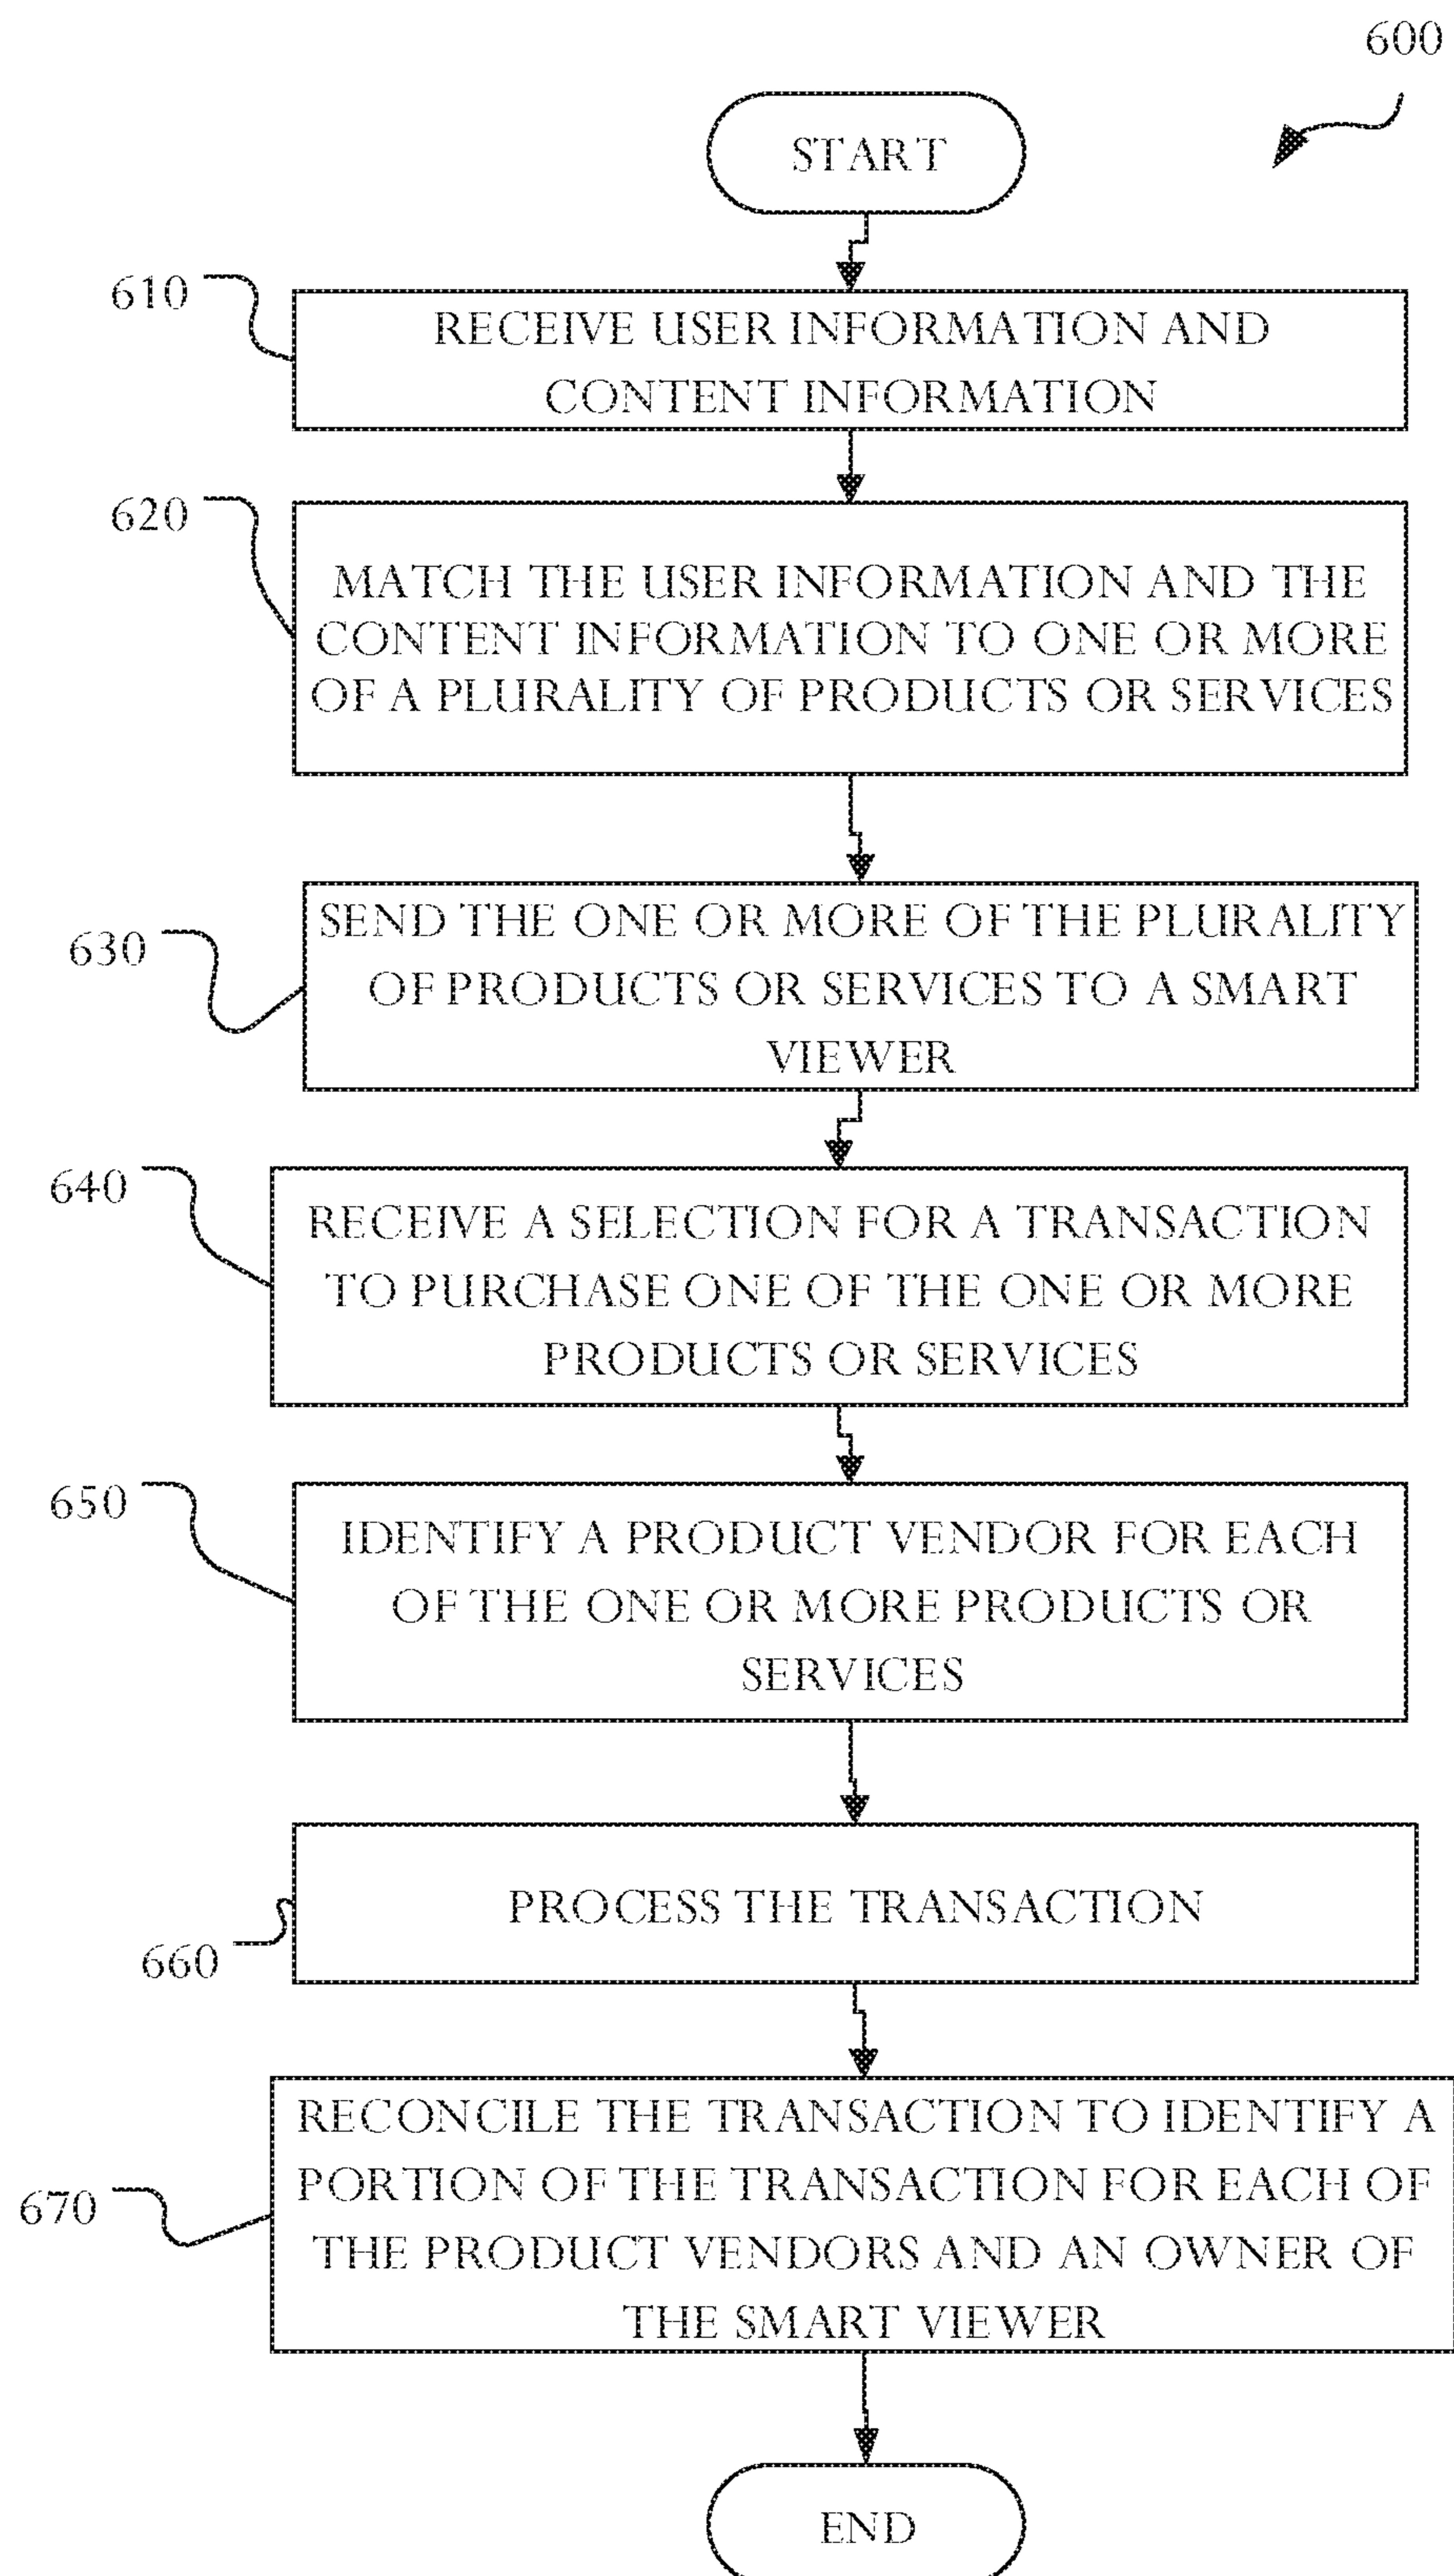 600
START
610
RECEIVE USER INFORMATION AND
CONTENT INFORMATION
620
MATCH THE USER INFORMATION AND THE
CONTENT INFORMATION TO ONE OR MORE
OF A PLURALITY OF PRODUCTS OR SERVICES
630
SEND THE ONE OR MORE OF THE PLURALITY
OF PRODUCTS OR SERVICES TO A SMART
VIEWER
640
RECEIVE A SELECTION FOR A TRANSACTION
TO PURCHASE ONE OF THE ONE OR MORE
PRODUCTS OR SERVICES
650
IDENTIFY A PRODUCT VENDOR FOR EACH
OF THE ONE OR MORE PRODUCTS OR
SERVICES
PROCESS THE TRANSACTION
660
RECONCILE THE TRANSACTION TO IDENTIFY A
PORTION OF THE TRANSACTION FOR EACH OF
670
THE PRODUCT VENDORS AND AN OWNER OF
THE SMART VIEWER
END